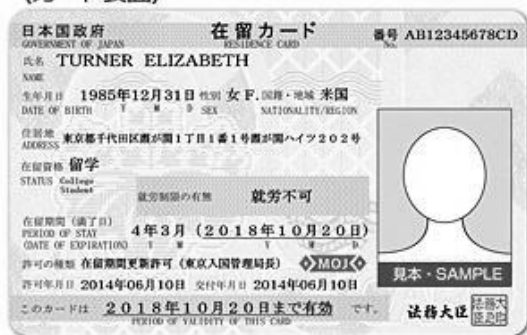 日本国政府 在留カード 番号 AB12345678CD
GOVERNMENT OF JAPAN RESIDENCE CARD No.
氏名 TURNER ELIZABETH
NAME
生年月日 1985年12月31日 性別 女 F. 国籍・地域 米国
DATE OF BIRTH Y M D SEX NATIONALITY/REGION
住居地 東京都千代田区霞が関1丁目1番1号霞が関ハイツ202号
ADDRESS
在留資格 留学
STATUS College Student
就労制限の有無 就労不可
在留期間(満了日) 4年3月(2018年10月20日)
PERIOD OF STAY
(DATE OF EXPIRATION) Y M Y M D
許可の種類 在留期間更新許可(東京入国管理局長) MOJ
見本・SAMPLE
許可年月日 2014年06月10日 交付年月日 2014年06月10日
このカードは 2018年10月20日まで有効 です。
PERIOD OF VALIDITY OF THIS CARD
法務大臣